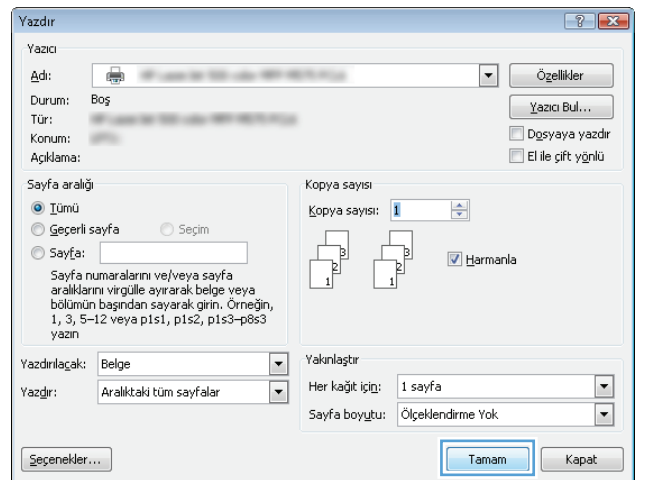 Yazdır
Yazıcı
Adı:
Özellikler
Durum: Boş
Yazıcı Bul...
Tür:
Konum:
Dosyaya yazdır
Açıklama:
El ile çift yönlü
Sayfa aralığı
Tümü
Geçerli sayfa Seçim
Sayfa:
Sayfa numaralarını ve/veya sayfa
aralıklarını virgülle ayırarak belge veya
bölümün başından sayarak girin. Örneğin,
1, 3, 5–12 veya p1s1, p1s2, p1s3–p8s3
yazın
Kopya sayısı
Kopya sayısı: 1
1 2 3 1 2 3
Harmanla
Yazdırılacak: Belge
Yazdır: Aralıktaki tüm sayfalar
Yakınlaştır
Her kağıt için: 1 sayfa
Sayfa boyutu: Ölçeklendirme Yok
Seçenekler...
Tamam
Kapat